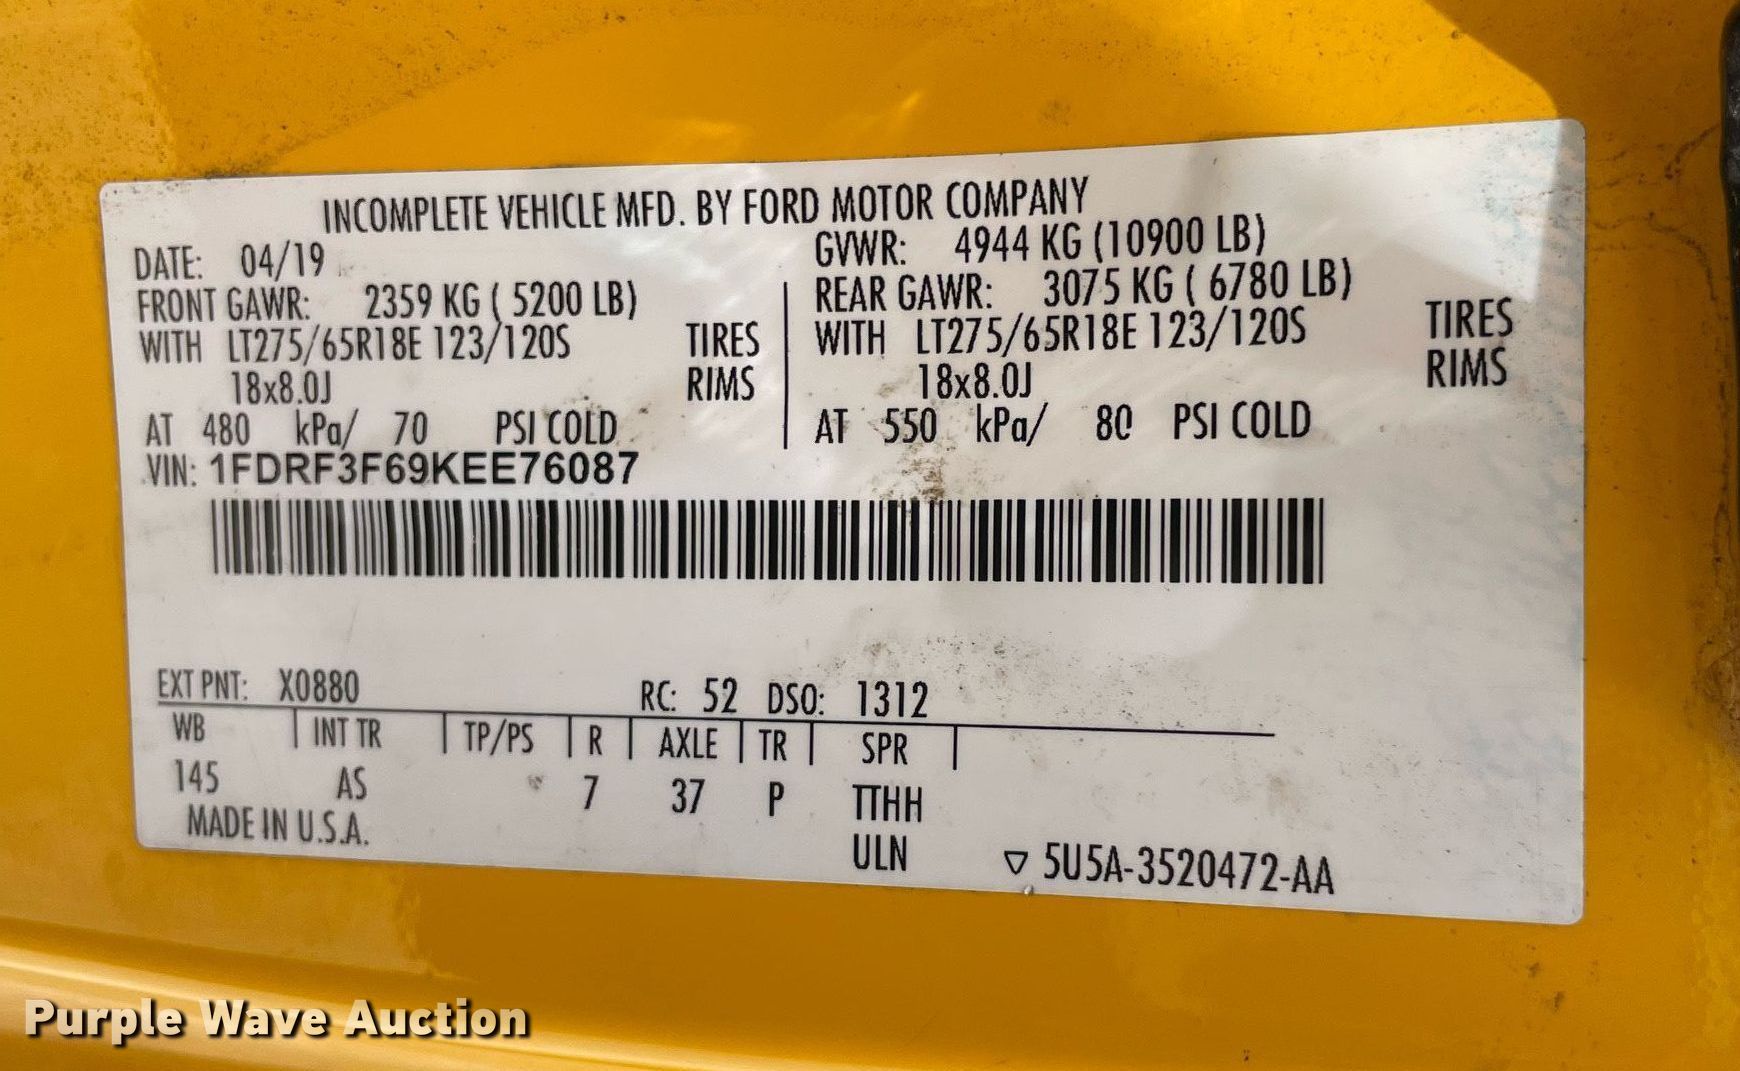 INCOMPLETE VEHICLE MFD. BY FORD MOTOR COMPANY
DATE: 04/19 GVWR: 4944 KG (10900 LB)
FRONT GAWR: 2359 KG ( 5200 LB) REAR GAWR: 3075 KG ( 6780 LB)
WITH LT275/65R18E 123/120S TIRES WITH LT275/65R18E 123/120S TIRES
18x8.0J RIMS 18x8.0J RIMS
AT 480 kPa/ 70 PSI COLD AT 550 kPa/ 80 PSI COLD
VIN: 1FDRF3F69KEE76087
EXT PNT: X0880 RC: 52 DSO: 1312
WB | INT TR | TP/PS | R | AXLE | TR | SPR |
145 AS 7 37 P TTHH
MADE IN U.S.A. ULN ▽ 5U5A-3520472-AA
Purple Wave Auction